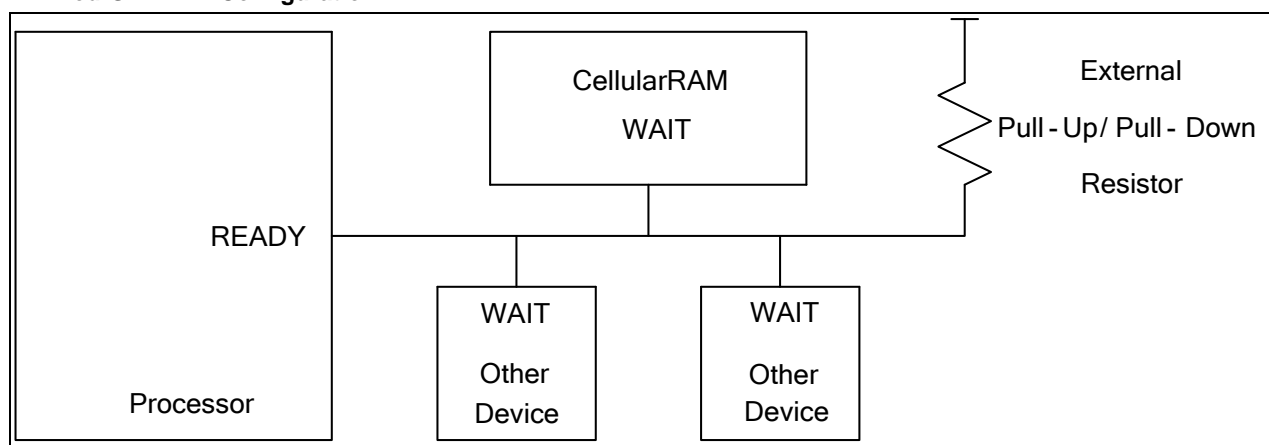 CellularRAM
WAIT
External
Pull - Up / Pull - Down
Resistor
READY
WAIT
Other
Device
WAIT
Other
Device
Processor